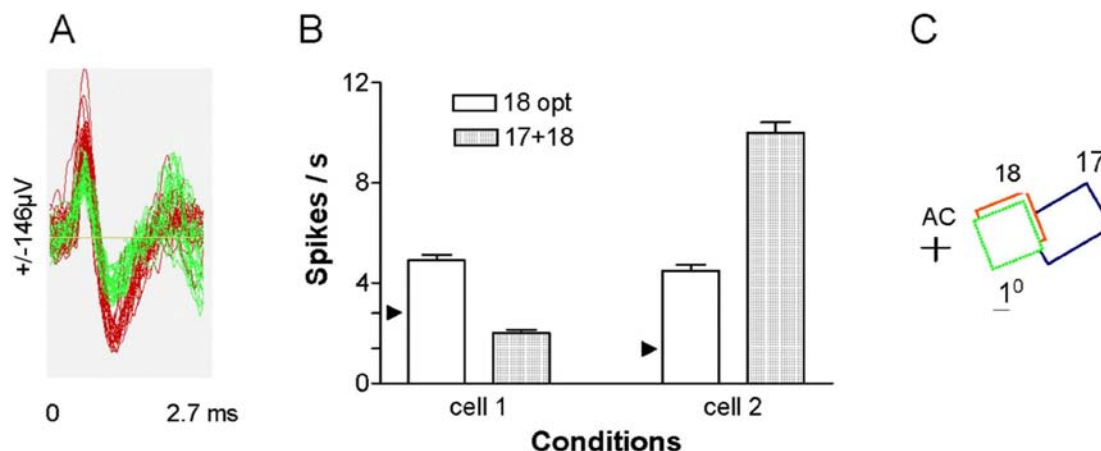 A
+/-146µV
0 2.7 ms
B
Spikes / s
12
8
4
0
18 opt
17+18
cell 1 cell 2
Conditions
C
17
18
AC
+
1⁰